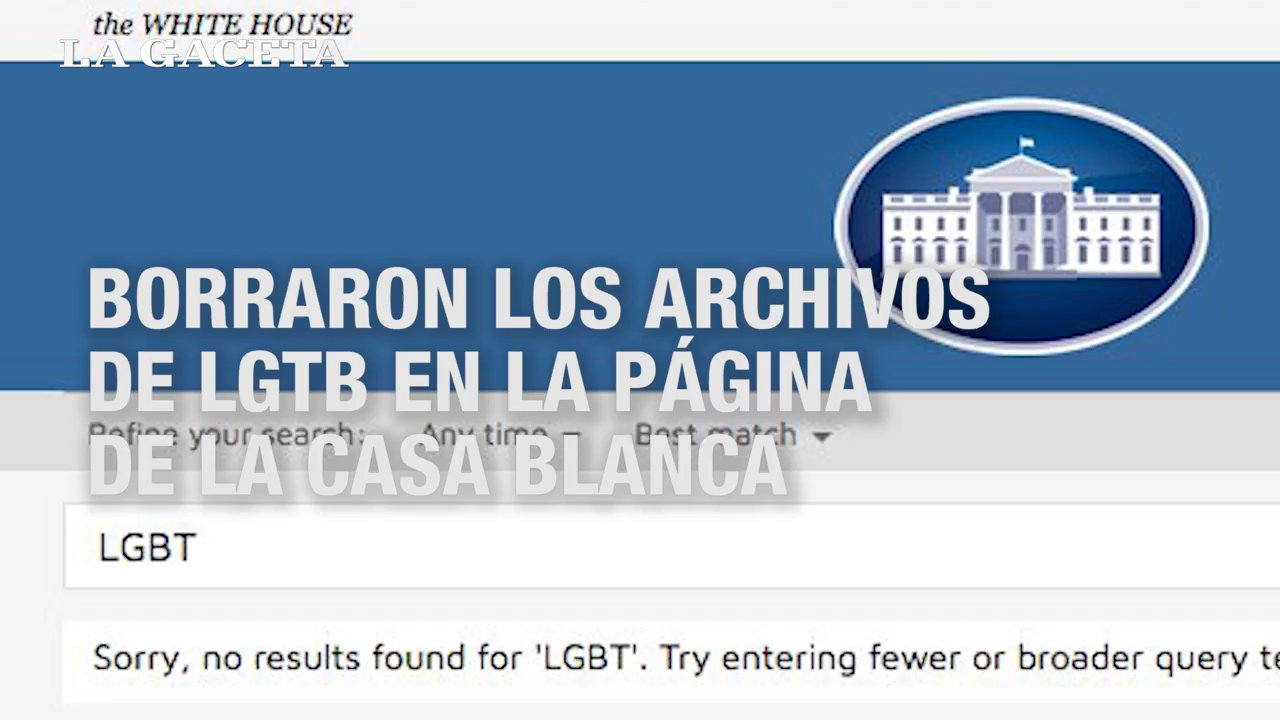 the WHITE HOUSE
LA GACETA
BORRARON LOS ARCHIVOS
DE LGTB EN LA PÁGINA
Refine your search: Any time Best match
DE LA CASA BLANCA
LGBT
Sorry, no results found for 'LGBT'. Try entering fewer or broader query te